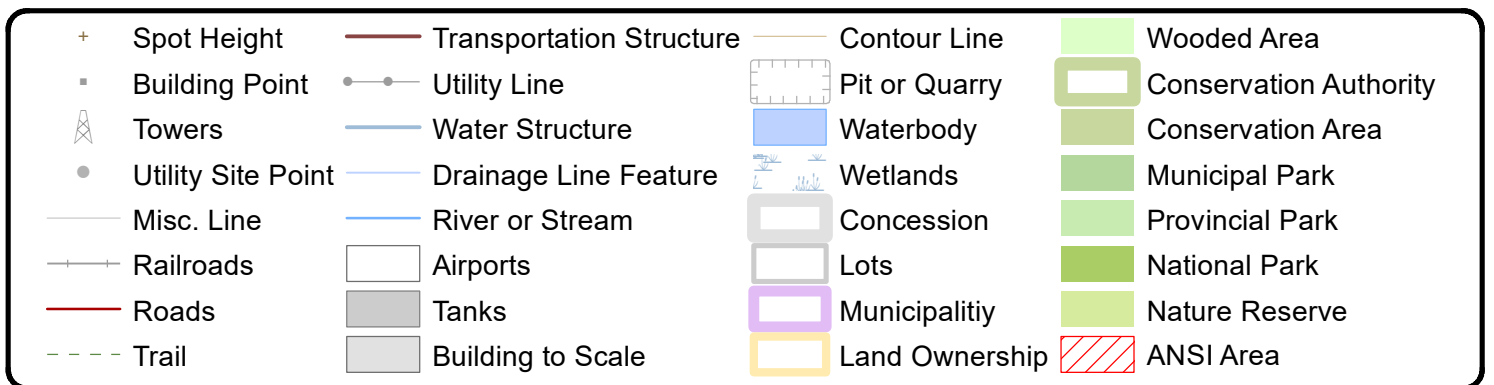 Spot Height
Transportation Structure
Contour Line
Wooded Area
Building Point
Utility Line
Pit or Quarry
Conservation Authority
Towers
Water Structure
Waterbody
Conservation Area
Utility Site Point
Drainage Line Feature
Wetlands
Municipal Park
Misc. Line
River or Stream
Concession
Provincial Park
Railroads
Airports
Lots
National Park
Roads
Tanks
Municipalitiy
Nature Reserve
Trail
Building to Scale
Land Ownership
ANSI Area